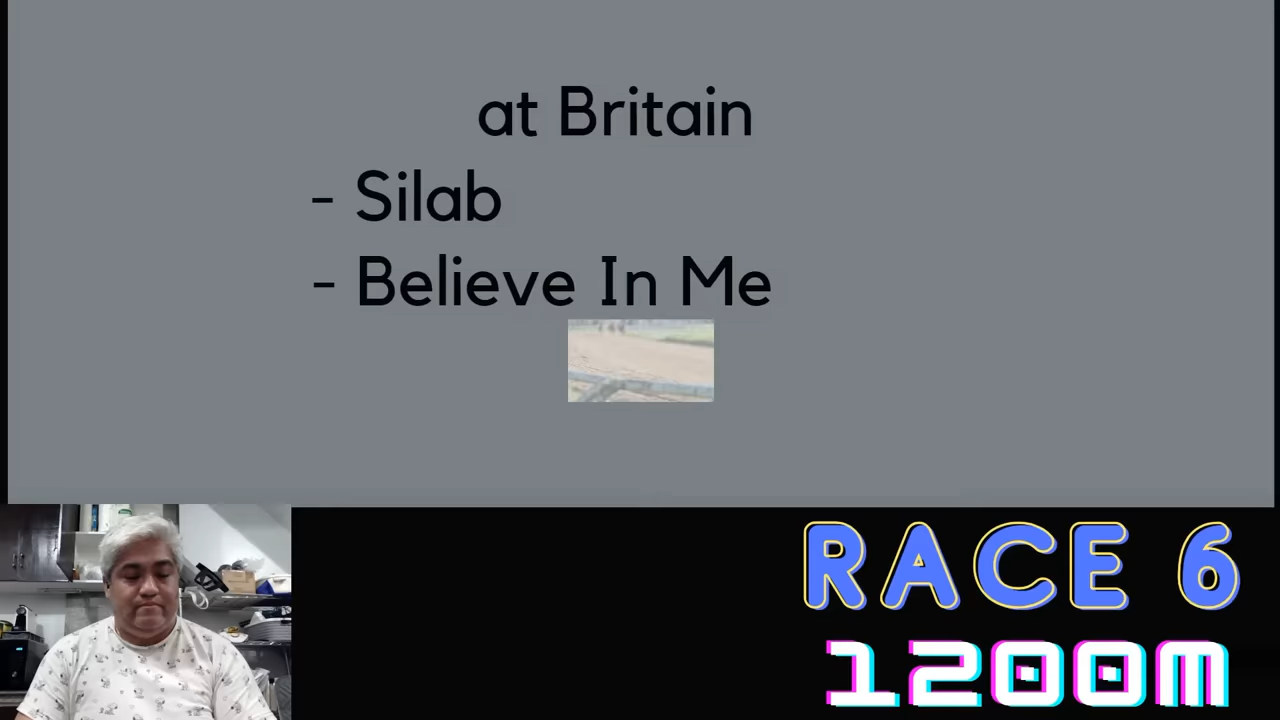 at Britain
- Silab
- Believe In Me
RACE 6
1200M